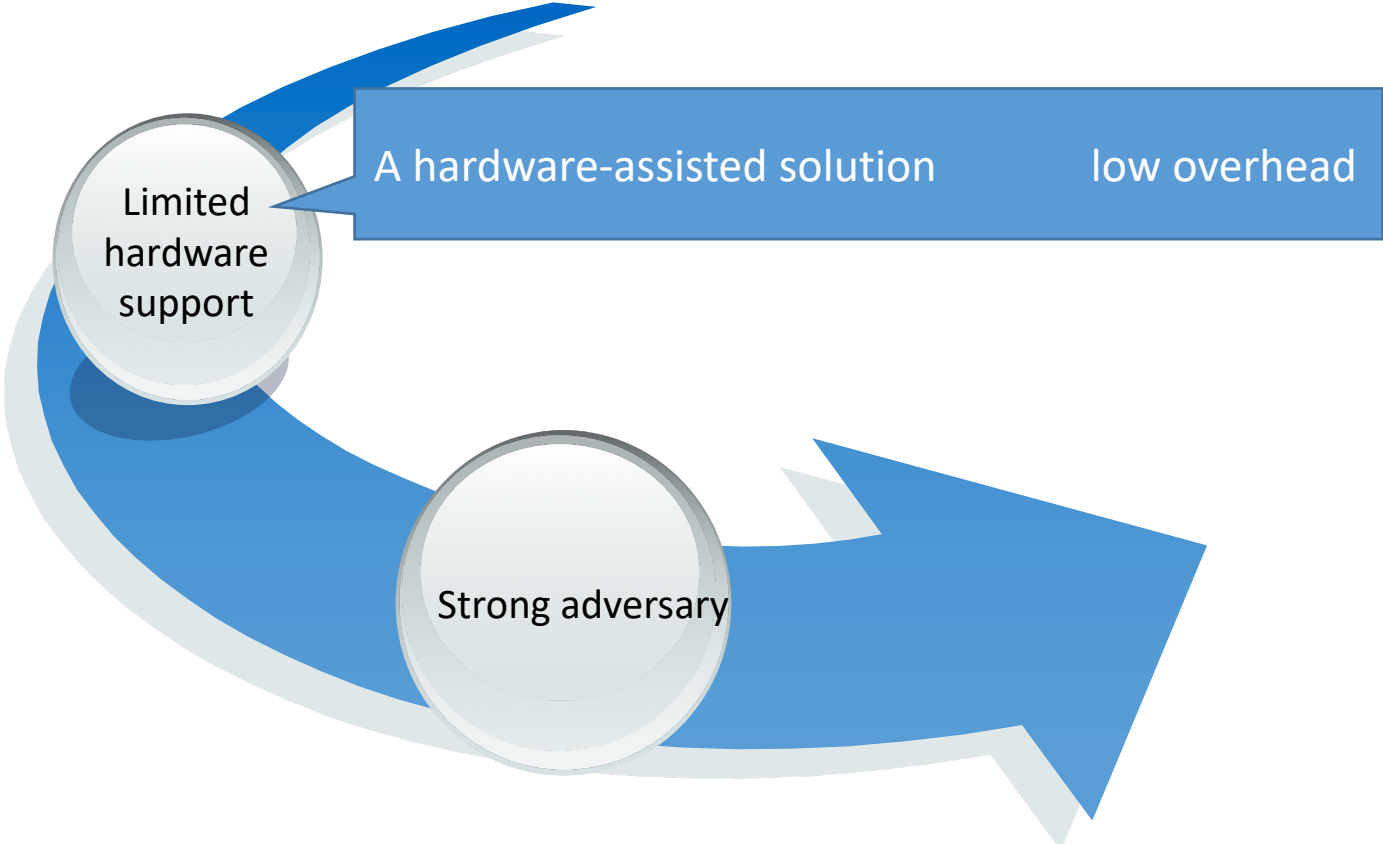 A hardware-assisted solution low overhead
Limited
hardware
support
Strong adversary